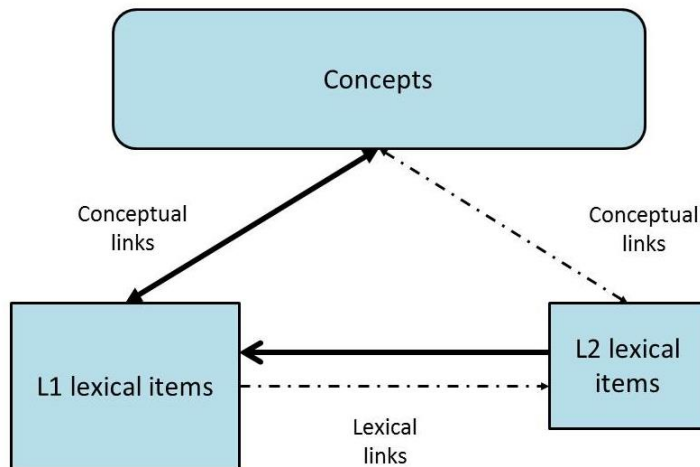 Concepts
Conceptual
links
Conceptual
links
L1 lexical items
L2 lexical
items
Lexical
links